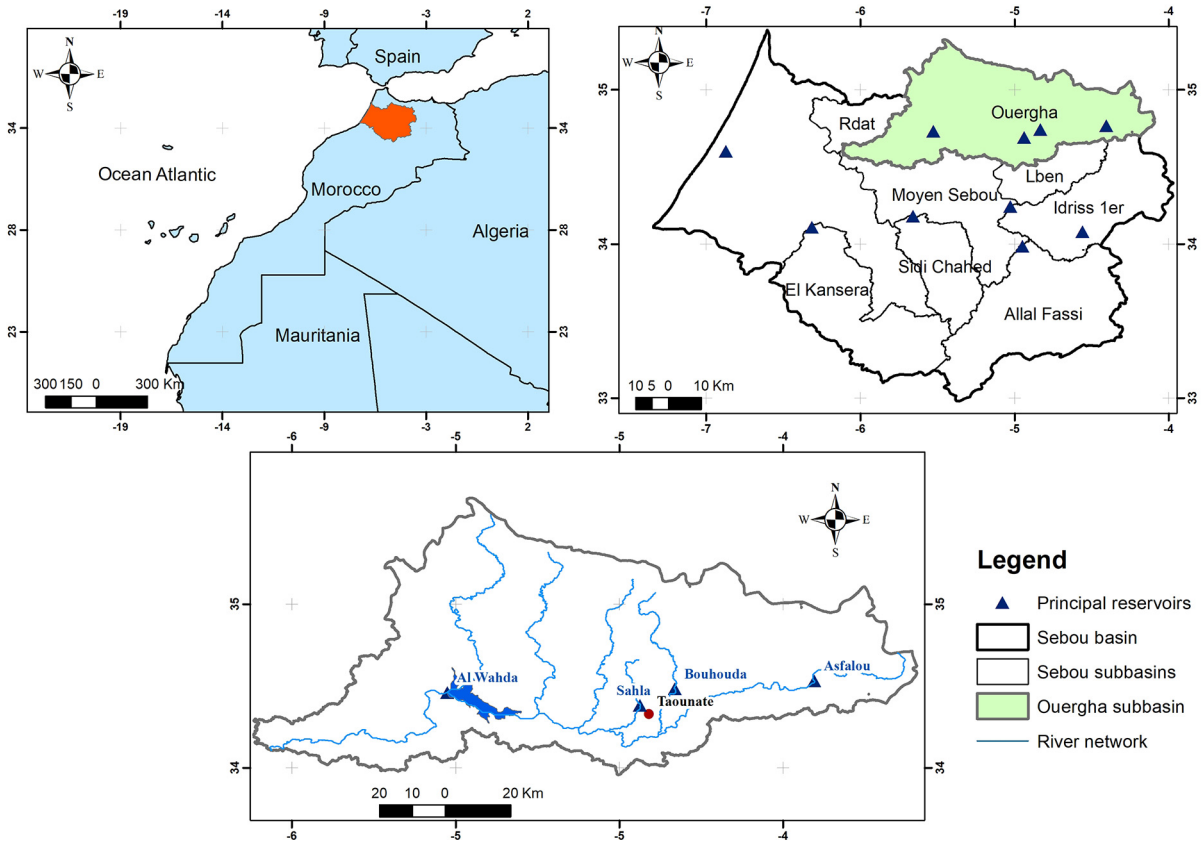 -19 -14 -9 -3 2
N
W E
S
Spain
34 34
Ocean Atlantic
Morocco
28 28
Algeria
Mauritania
23 23
300 150 0 300 Km
-19 -14 -9 -3 2
-7 -6 -5 -4
N
W E
S
35 35
Ouergha
Rdat
Lben
Moyen Sebou
Idriss 1er
34 34
Sidi Chahed
El Kansera
Allal Fassi
33 33
10 5 0 10 Km
-7 -6 -5 -4
-6 -5 -5 -4
N
W E
S
35 35
Al Wahda
Sahla
Bouhouda
Asfalou
Taounate
34 34
20 10 0 20 Km
-6 -5 -5 -4
Legend
Principal reservoirs
Sebou basin
Sebou subbasins
Ouergha subbasin
River network